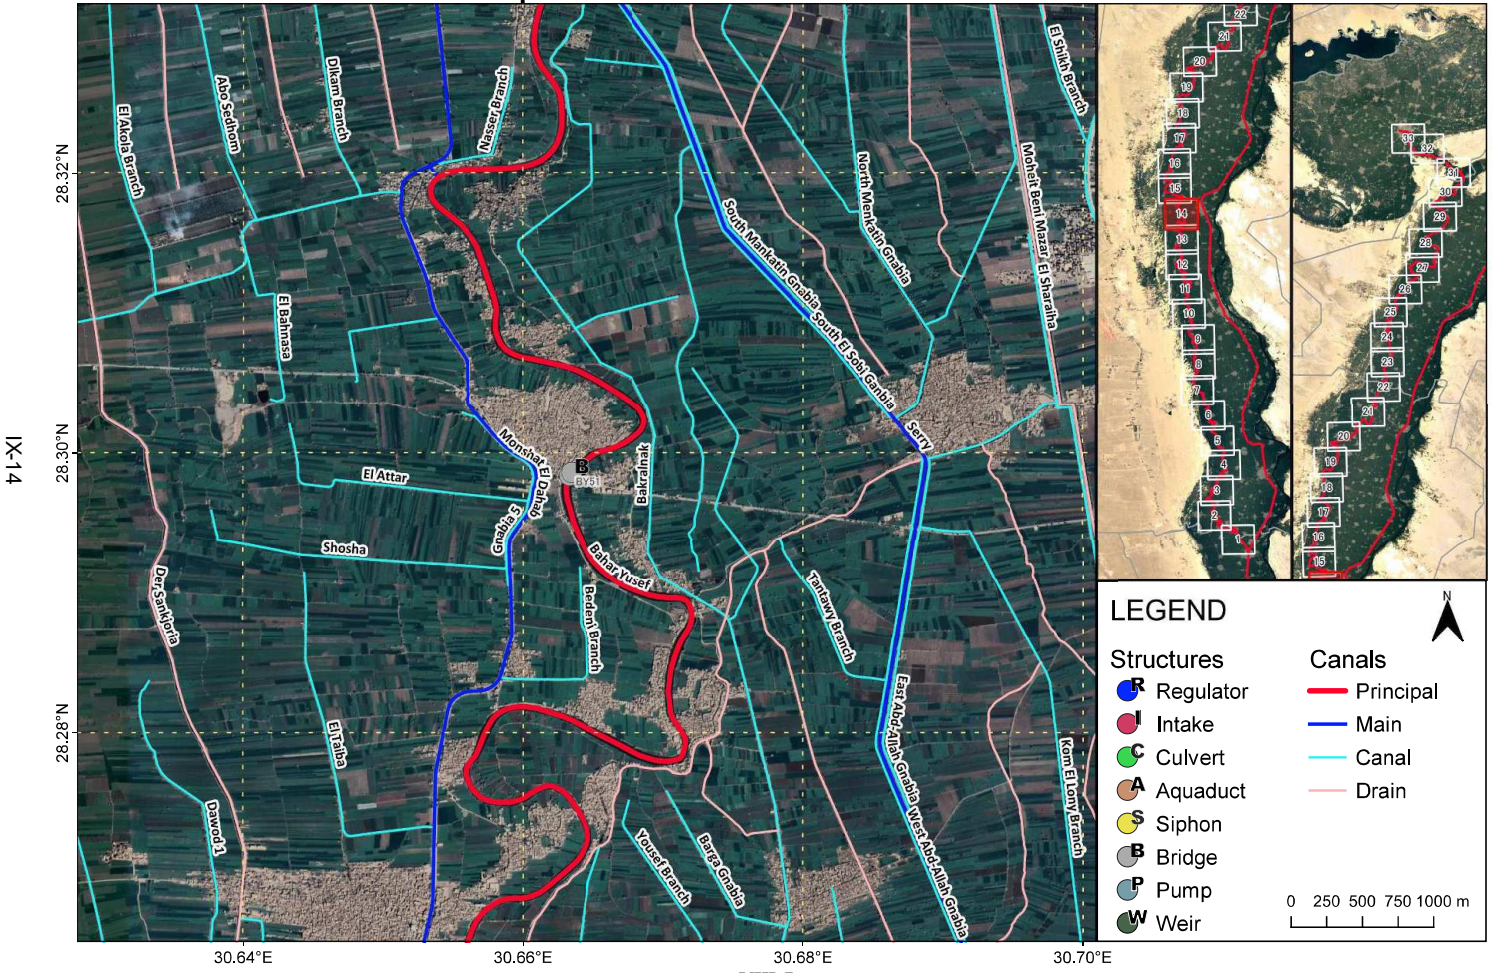 El Akola Branch
Abo Sedhom
Dikam Branch
Nasser Branch
El Shikh Branch
North Menkatin Gnabia
Moheit Beni Mazar El Sharaiha
South Mankatin Gnabia
South El Sobi Ganbia
Serry
El Bahnasa
Monshat El Dahab
Gnabia 5
B
BY51
Bakralnak
El Attar
Shosha
Bahar Yusef
Bedeni Branch
Tantawy Branch
Der Sankjoria
El Taiba
Dawod 1
East Abd-Allah Gnabia
West Abd-Allah Gnabia
Kom El Lony Branch
Yousef Branch
Barga Gnabia
28.32°N
28.30°N
28.28°N
30.64°E
30.66°E
30.68°E
30.70°E
IX-14
22
21
20
19
18
17
16
15
14
13
12
11
10
9
8
7
6
5
4
3
2
1
33
32
31
30
29
28
27
26
25
24
23
22
21
20
19
18
17
16
15
LEGEND
N
Structures
R Regulator
I Intake
C Culvert
A Aquaduct
S Siphon
B Bridge
P Pump
W Weir
Canals
Principal
Main
Canal
Drain
0 250 500 750 1000 m